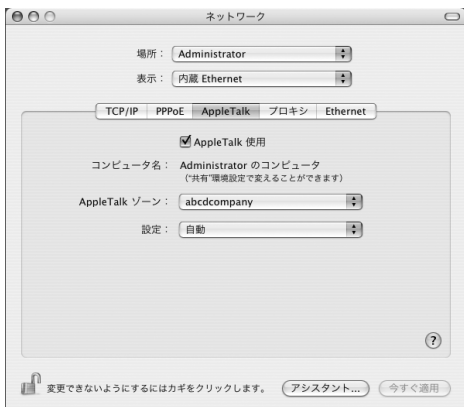 ネットワーク
場所： Administrator
表示： 内蔵 Ethernet
TCP/IP PPPoE AppleTalk プロキシ Ethernet
AppleTalk 使用
コンピュータ名： Administrator のコンピュータ
（"共有"環境設定で変えることができます）
AppleTalk ゾーン： abcdcompany
設定： 自動
?
変更できないようにするにはカギをクリックします。 アシスタント... 今すぐ適用